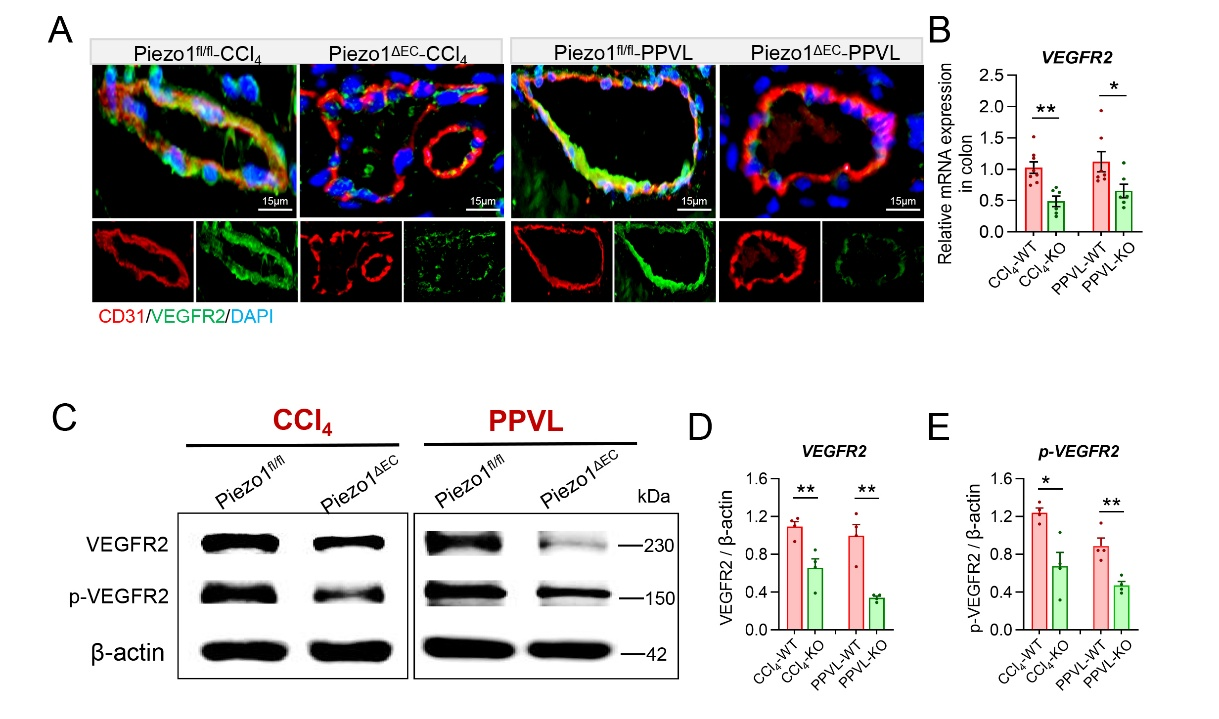 A
Piezo1fl/fl-CCl4
Piezo1ΔEC-CCl4
Piezo1fl/fl-PPVL
Piezo1ΔEC-PPVL
15μm
15μm
15μm
15μm
CD31/VEGFR2/DAPI
B
VEGFR2
Relative mRNA expression
in colon
2.5
2.0
1.5
1.0
0.5
0.0
**
*
CCl4-WT
CCl4-KO
PPVL-WT
PPVL-KO
C
CCl4
PPVL
Piezo1fl/fl
Piezo1ΔEC
Piezo1fl/fl
Piezo1ΔEC
kDa
VEGFR2
230
p-VEGFR2
150
β-actin
42
D
VEGFR2
VEGFR2 / β-actin
1.6
1.2
0.8
0.4
0.0
**
**
CCl4-WT
CCl4-KO
PPVL-WT
PPVL-KO
E
p-VEGFR2
p-VEGFR2 / β-actin
1.6
1.2
0.8
0.4
0.0
*
**
CCl4-WT
CCl4-KO
PPVL-WT
PPVL-KO